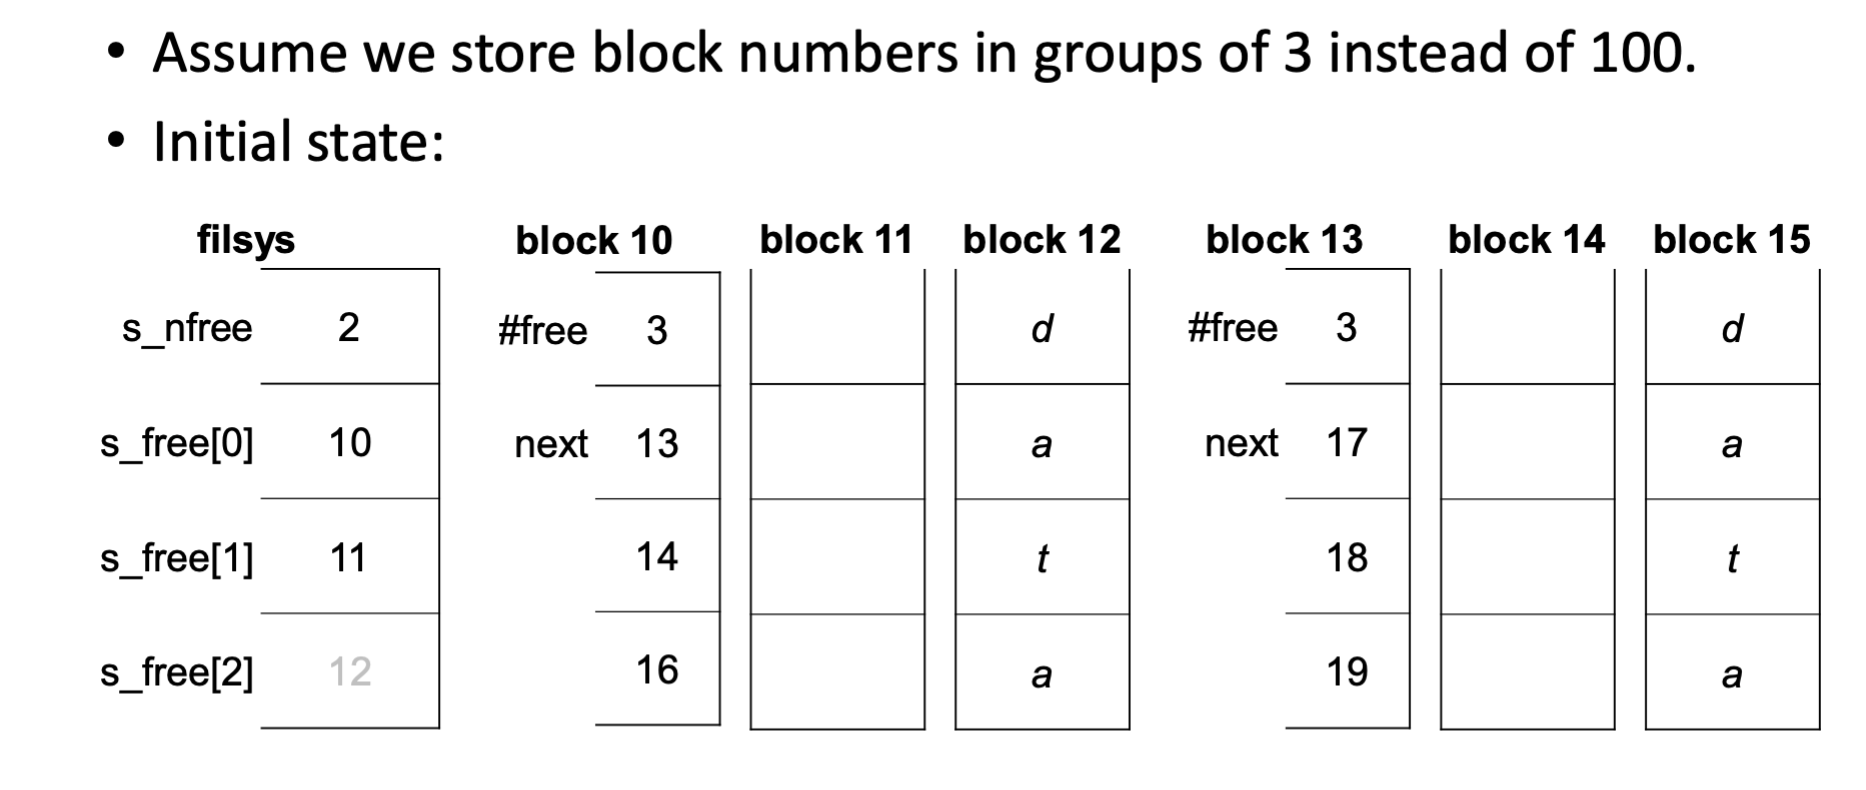 • Assume we store block numbers in groups of 3 instead of 100.
• Initial state:
filsys block 10 block 11 block 12 block 13 block 14 block 15
s_nfree 2 #free 3 d #free 3 d
s_free[0] 10 next 13 a next 17 a
s_free[1] 11 14 t 18 t
s_free[2] 12 16 a 19 a